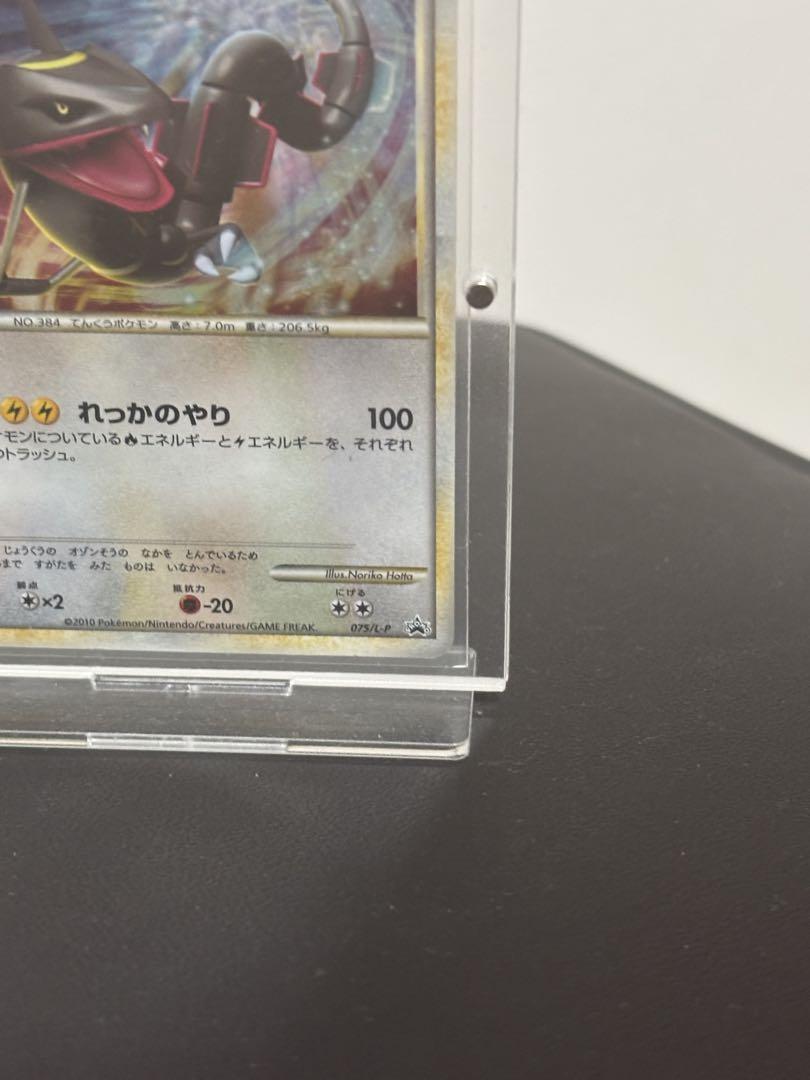 NO.384 てんくうポケモン 高さ:7.0m 重さ:206.5kg
れっかのやり 100
モンについているエネルギーとエネルギーを、それぞれ
トラッシュ。
じょうくうの オゾンそうの なかを とんでいるため
まで すがたを みた ものは いなかった。
Illus.Noriko Hotta
弱点 抵抗力 にげる
×2 -20
©2010 Pokémon/Nintendo/Creatures/GAME FREAK. 075/L-P